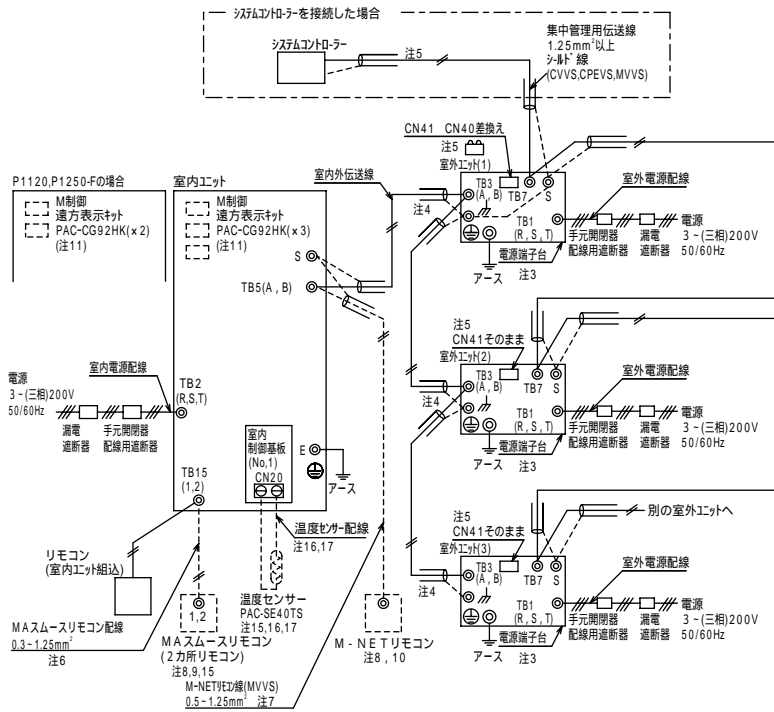 システムコントローラーを接続した場合
システムコントローラー
注5
集中管理用伝送線
1.25mm²以上
シールド線
(CVVS,CPEVS,MVVS)
P1120,P1250-Fの場合
M制御
遠方表示キット
PAC-CG92HK(×2)
(注11)
室内ユニット
M制御
遠方表示キット
PAC-CG92HK(×3)
(注11)
S
TB5(A,B)
室内外伝送線
注4
CN41 CN40差換え
注5
室外ユニット(1)
TB3
(A,B)
TB7
S
TB1
(R,S,T)
電源端子台
注3
アース
室外電源配線
手元開閉器
配線用遮断器
漏電
遮断器
電源
3~(三相)200V
50/60Hz
注5
CN41そのまま
室外ユニット(2)
TB3
(A,B)
TB7
S
注4
TB1
(R,S,T)
電源端子台
注3
アース
室外電源配線
手元開閉器
配線用遮断器
漏電
遮断器
電源
3~(三相)200V
50/60Hz
注5
CN41そのまま
室外ユニット(3)
TB3
(A,B)
TB7
S
別の室外ユニットへ
注4
TB1
(R,S,T)
電源端子台
注3
アース
室外電源配線
手元開閉器
配線用遮断器
漏電
遮断器
電源
3~(三相)200V
50/60Hz
電源
3~(三相)200V
50/60Hz
室内電源配線
漏電
遮断器
手元開閉器
配線用遮断器
TB2
(R,S,T)
TB15
(1,2)
室内
制御基板
(No,1)
CN20
E
アース
温度センサー配線
注16,17
リモコン
(室内ユニット組込)
MAスムースリモコン配線
0.3~1.25mm²
注6
1,2
MAスムースリモコン
(2カ所リモコン)
注8,9,15
温度センサー
PAC-SE40TS
注15,16,17
M-NETリモコン
注8,10
M-NETリモコン線(MVVS)
0.5~1.25mm² 注7